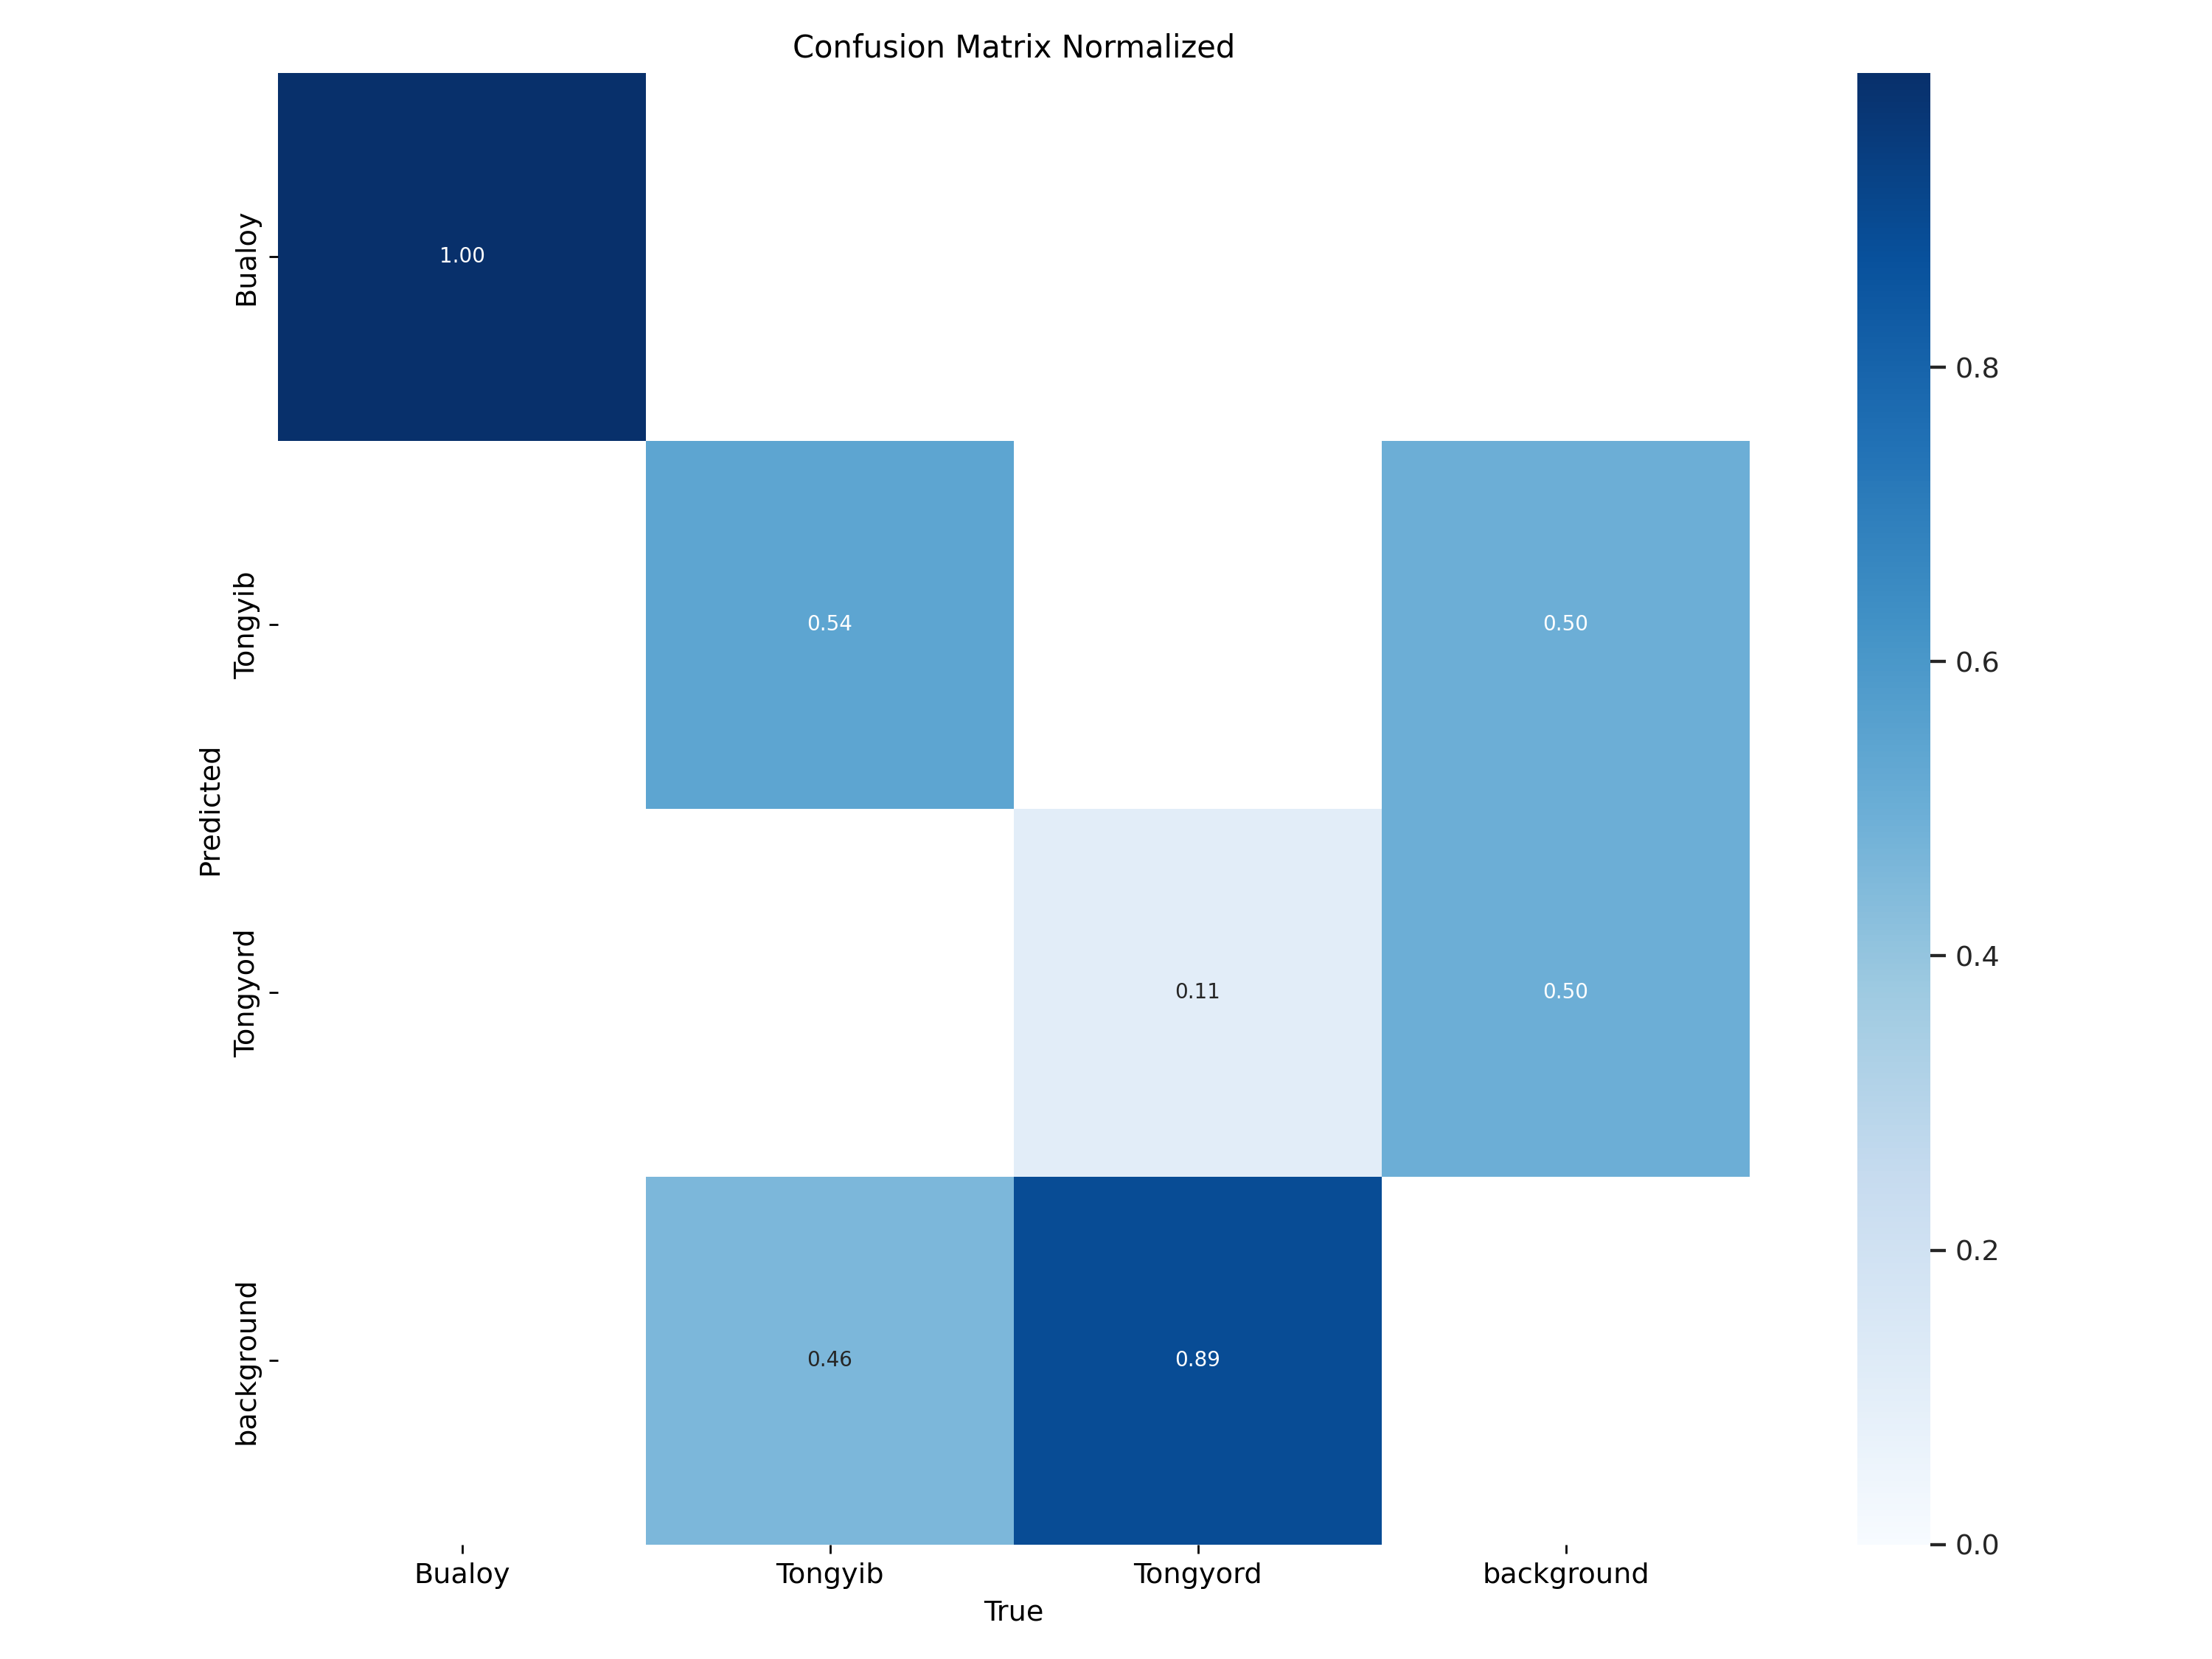 Confusion Matrix Normalized
Bualoy
1.00
0.8
Tongyib
0.54
0.50
0.6
Predicted
Tongyord
0.11
0.50
0.4
background
0.46
0.89
0.2
0.0
Bualoy
Tongyib
Tongyord
background
True